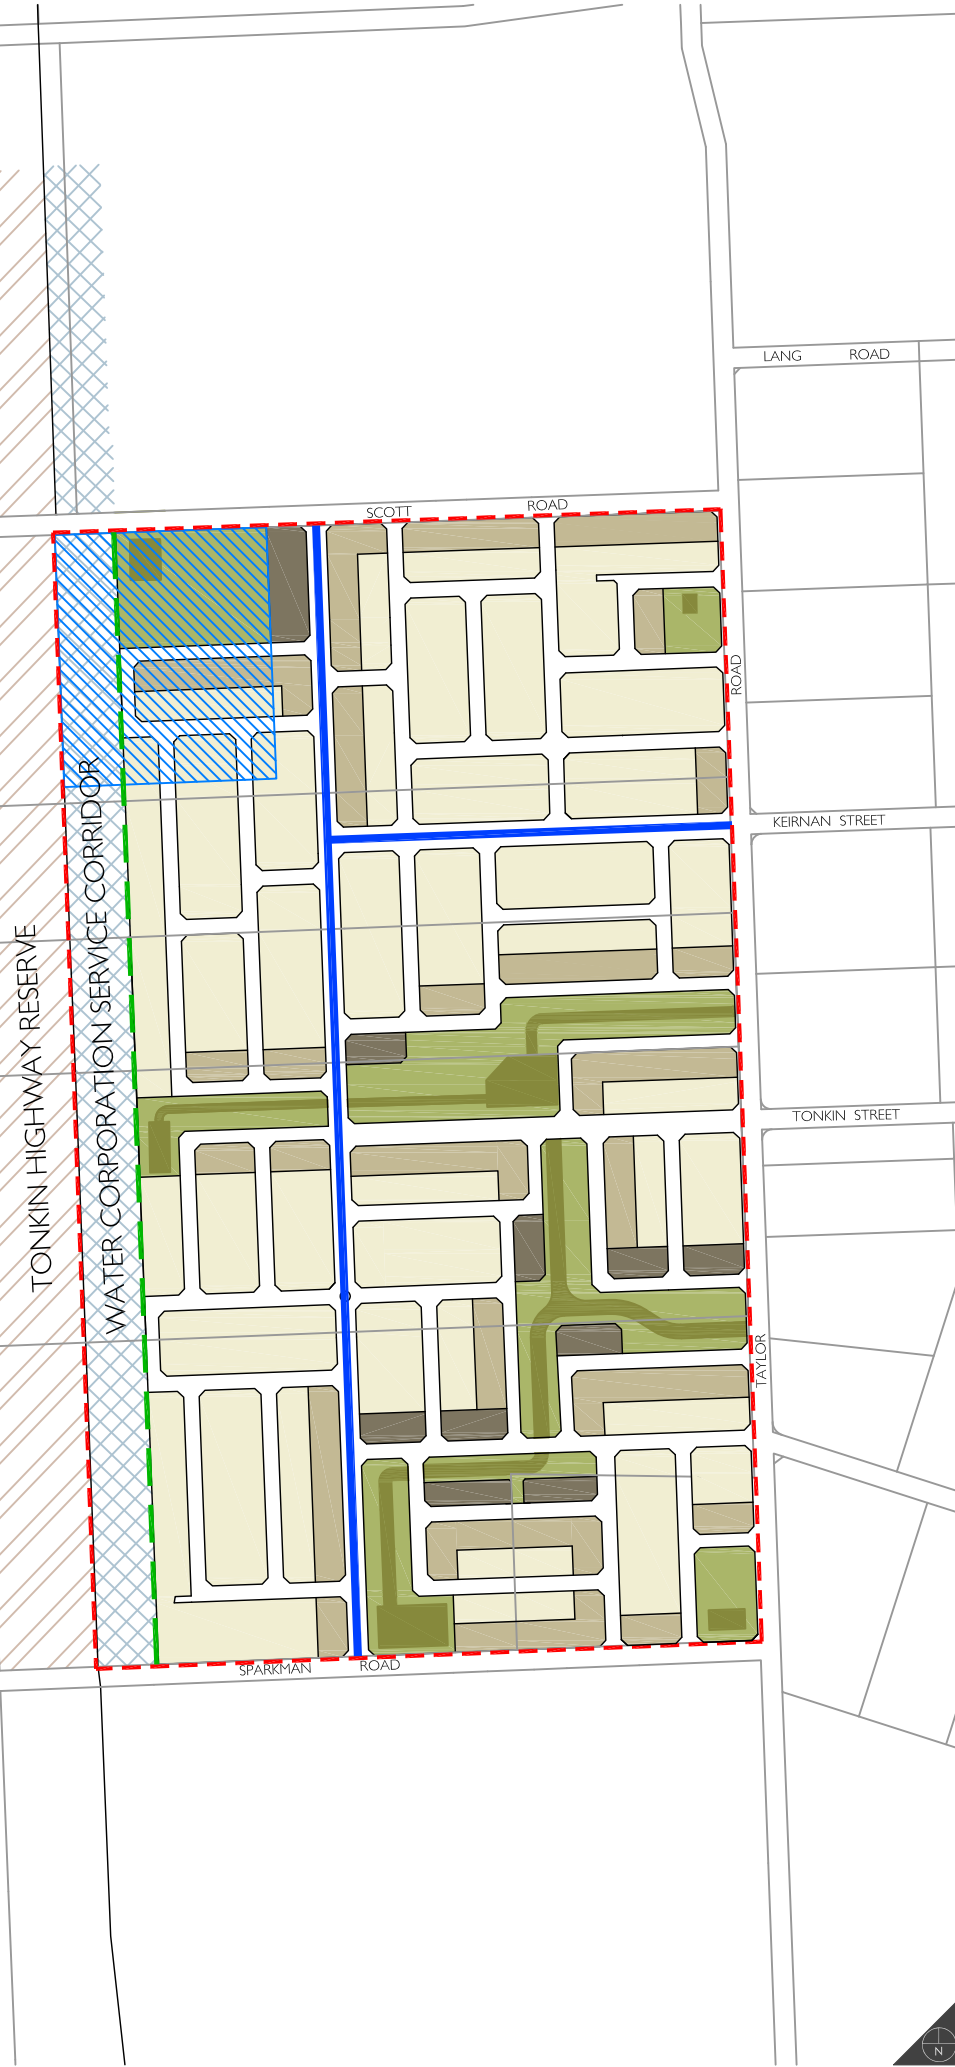 LANG ROAD
SCOTT ROAD
ROAD
KEIRNAN STREET
WATER CORPORATION SERVICE CORRIDOR
TONKIN HIGHWAY RESERVE
TONKIN STREET
TAYLOR
SPARKMAN ROAD
N